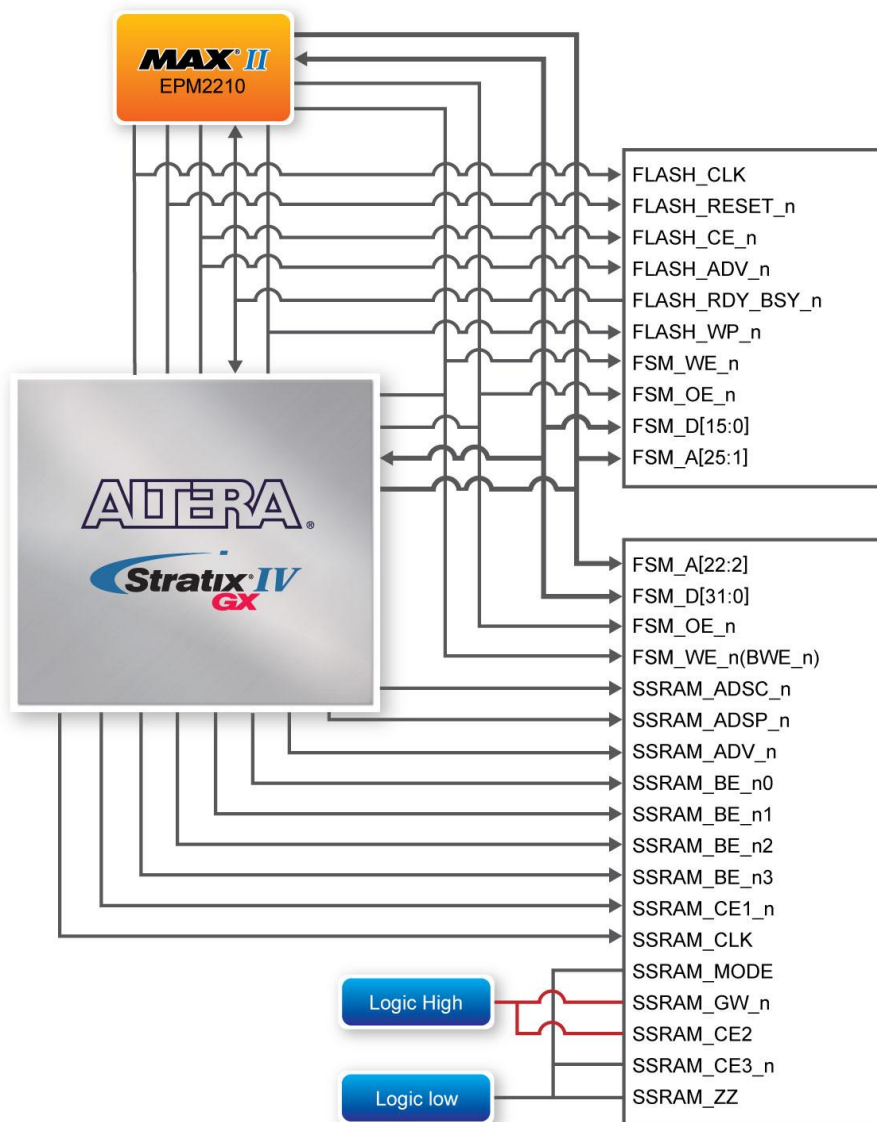 MAX® II
EPM2210
FLASH_CLK
FLASH_RESET_n
FLASH_CE_n
FLASH_ADV_n
FLASH_RDY_BSY_n
FLASH_WP_n
FSM_WE_n
FSM_OE_n
FSM_D[15:0]
FSM_A[25:1]
ALTERA®
Stratix® IV
GX
FSM_A[22:2]
FSM_D[31:0]
FSM_OE_n
FSM_WE_n(BWE_n)
SSRAM_ADSC_n
SSRAM_ADSP_n
SSRAM_ADV_n
SSRAM_BE_n0
SSRAM_BE_n1
SSRAM_BE_n2
SSRAM_BE_n3
SSRAM_CE1_n
SSRAM_CLK
SSRAM_MODE
SSRAM_GW_n
SSRAM_CE2
SSRAM_CE3_n
SSRAM_ZZ
Logic High
Logic low